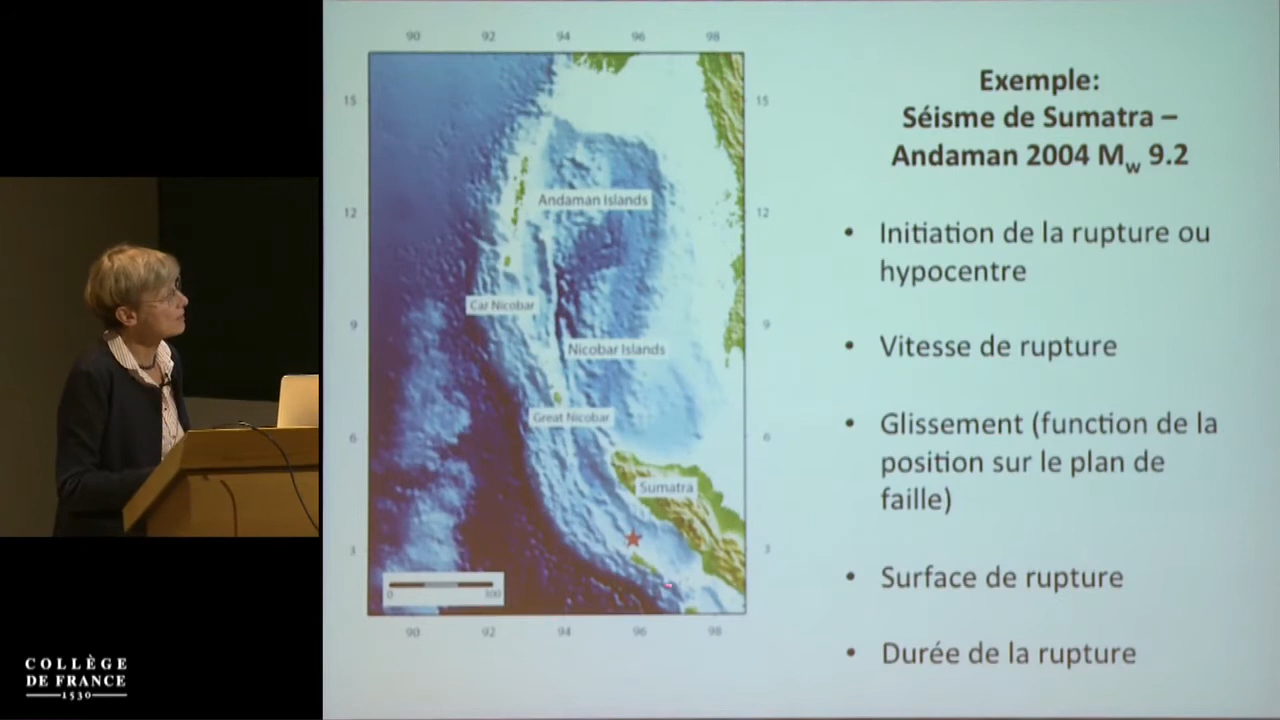 90 92 94 96 98
Exemple:
Séisme de Sumatra –
Andaman 2004 Mw 9.2
15 15
12 12
9 9
6 6
3 3
Andaman Islands
Car Nicobar
Nicobar Islands
Great Nicobar
Sumatra
0 300
90 92 94 96 98
• Initiation de la rupture ou
hypocentre
• Vitesse de rupture
• Glissement (function de la
position sur le plan de
faille)
• Surface de rupture
• Durée de la rupture
COLLÈGE
DE FRANCE
1530